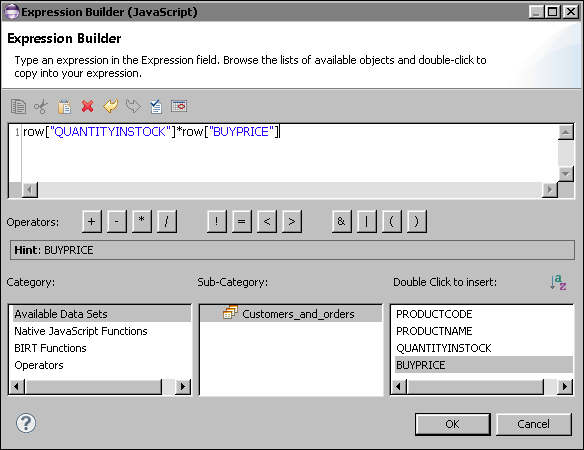 Expression Builder (JavaScript)
Expression Builder
Type an expression in the Expression field. Browse the lists of available objects and double-click to
copy into your expression.
1 row["QUANTITYINSTOCK"]*row["BUYPRICE"]
Operators: + - * / ! = < > & | ( )
Hint: BUYPRICE
Category: Sub-Category: Double Click to insert: a z
Available Data Sets Customers_and_orders PRODUCTCODE
Native JavaScript Functions PRODUCTNAME
BIRT Functions QUANTITYINSTOCK
Operators BUYPRICE
? OK Cancel